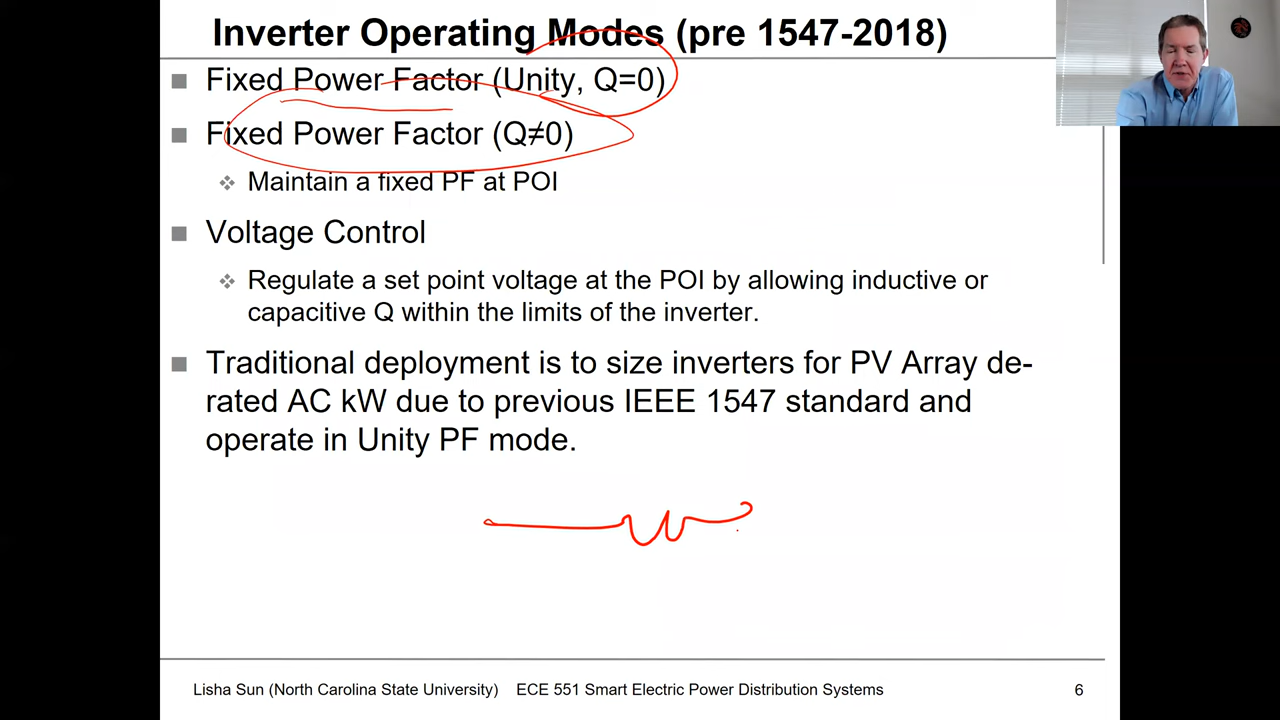 Inverter Operating Modes (pre 1547-2018)
Fixed Power Factor (Unity, Q=0)
Fixed Power Factor (Q≠0)
Maintain a fixed PF at POI
Voltage Control
Regulate a set point voltage at the POI by allowing inductive or
capacitive Q within the limits of the inverter.
Traditional deployment is to size inverters for PV Array de-
rated AC kW due to previous IEEE 1547 standard and
operate in Unity PF mode.
Lisha Sun (North Carolina State University) ECE 551 Smart Electric Power Distribution Systems 6